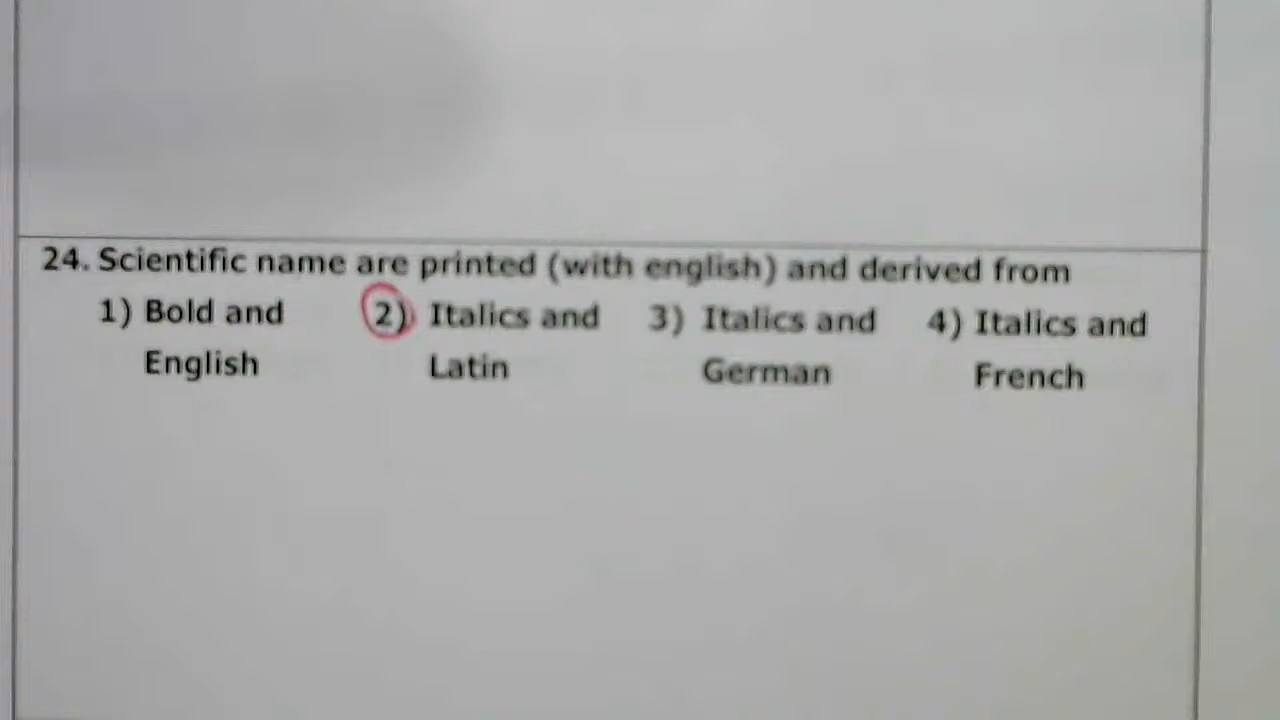 24. Scientific name are printed (with english) and derived from
1) Bold and 2) Italics and 3) Italics and 4) Italics and
English Latin German French